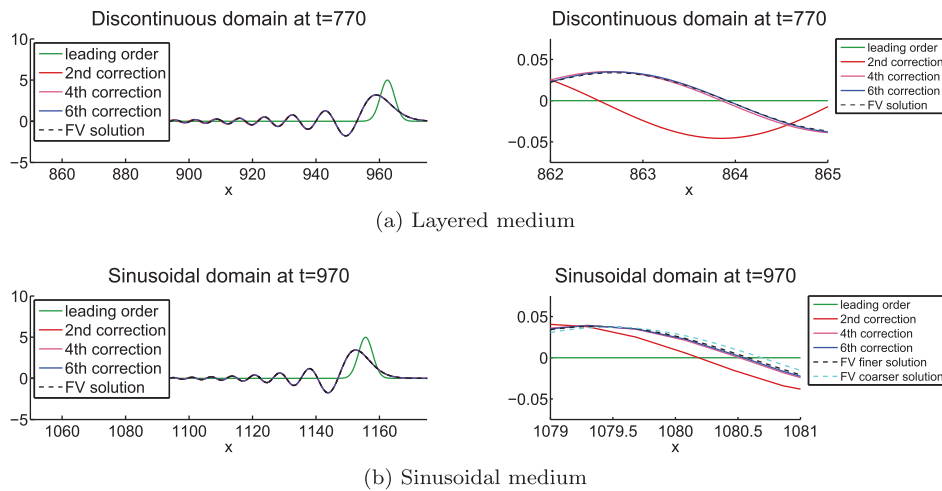 Discontinuous domain at t=770
10
5
0
−5
leading order
2nd correction
4th correction
6th correction
FV solution
860 880 900 920 940 960
x
Discontinuous domain at t=770
0.05
0
−0.05
leading order
2nd correction
4th correction
6th correction
FV solution
862 863 864 865
x
(a) Layered medium
Sinusoidal domain at t=970
10
5
0
−5
leading order
2nd correction
4th correction
6th correction
FV solution
1060 1080 1100 1120 1140 1160
x
Sinusoidal domain at t=970
0.05
0
−0.05
leading order
2nd correction
4th correction
6th correction
FV finer solution
FV coarser solution
1079 1079.5 1080 1080.5 1081
x
(b) Sinusoidal medium